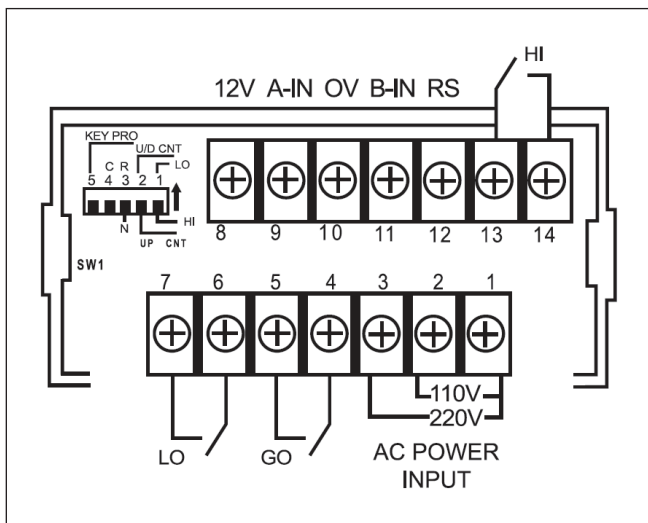 HI
12V A-IN OV B-IN RS
KEY PRO
U/D CNT
C R
LO
5 4 3 2 1
HI
N
UP CNT
8 9 10 11 12 13 14
SW1
7 6 5 4 3 2 1
110V
220V
LO GO AC POWER
INPUT